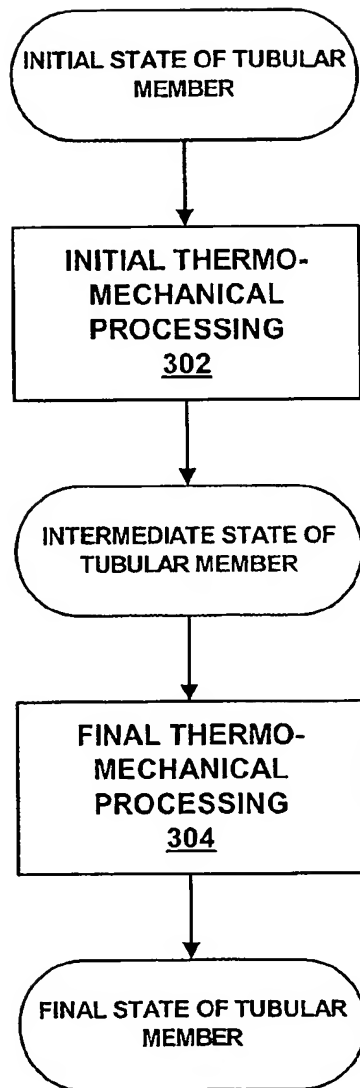 INITIAL STATE OF TUBULAR
MEMBER
INITIAL THERMO-
MECHANICAL
PROCESSING
302
INTERMEDIATE STATE OF
TUBULAR MEMBER
FINAL THERMO-
MECHANICAL
PROCESSING
304
FINAL STATE OF TUBULAR
MEMBER